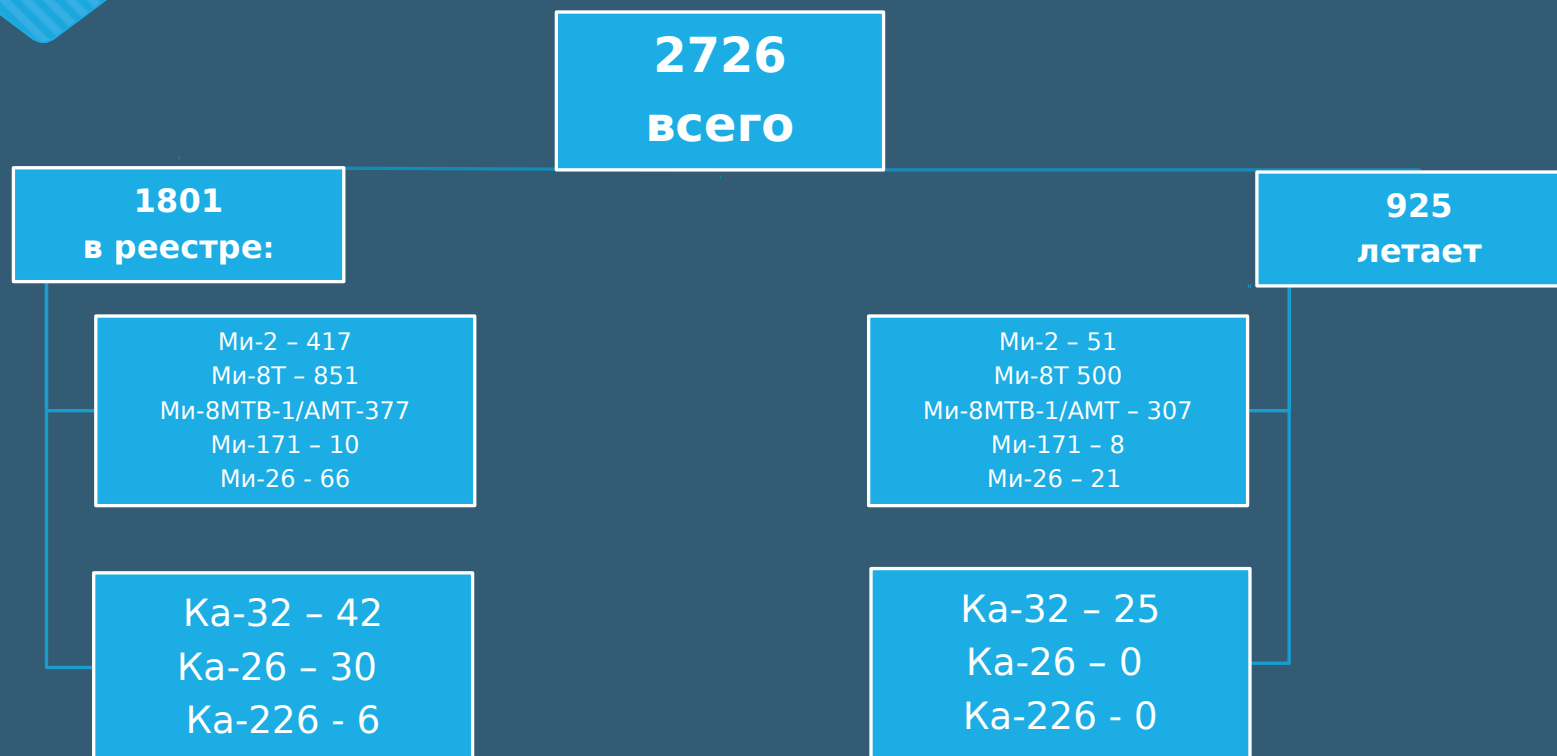 2726
всего
1801
в реестре:
925
летает
Ми-2 – 417
Ми-8Т – 851
Ми-8МТВ-1/АМТ-377
Ми-171 – 10
Ми-26 - 66
Ми-2 – 51
Ми-8Т 500
Ми-8МТВ-1/АМТ – 307
Ми-171 – 8
Ми-26 – 21
Ка-32 – 42
Ка-26 – 30
Ка-226 - 6
Ка-32 – 25
Ка-26 – 0
Ка-226 - 0